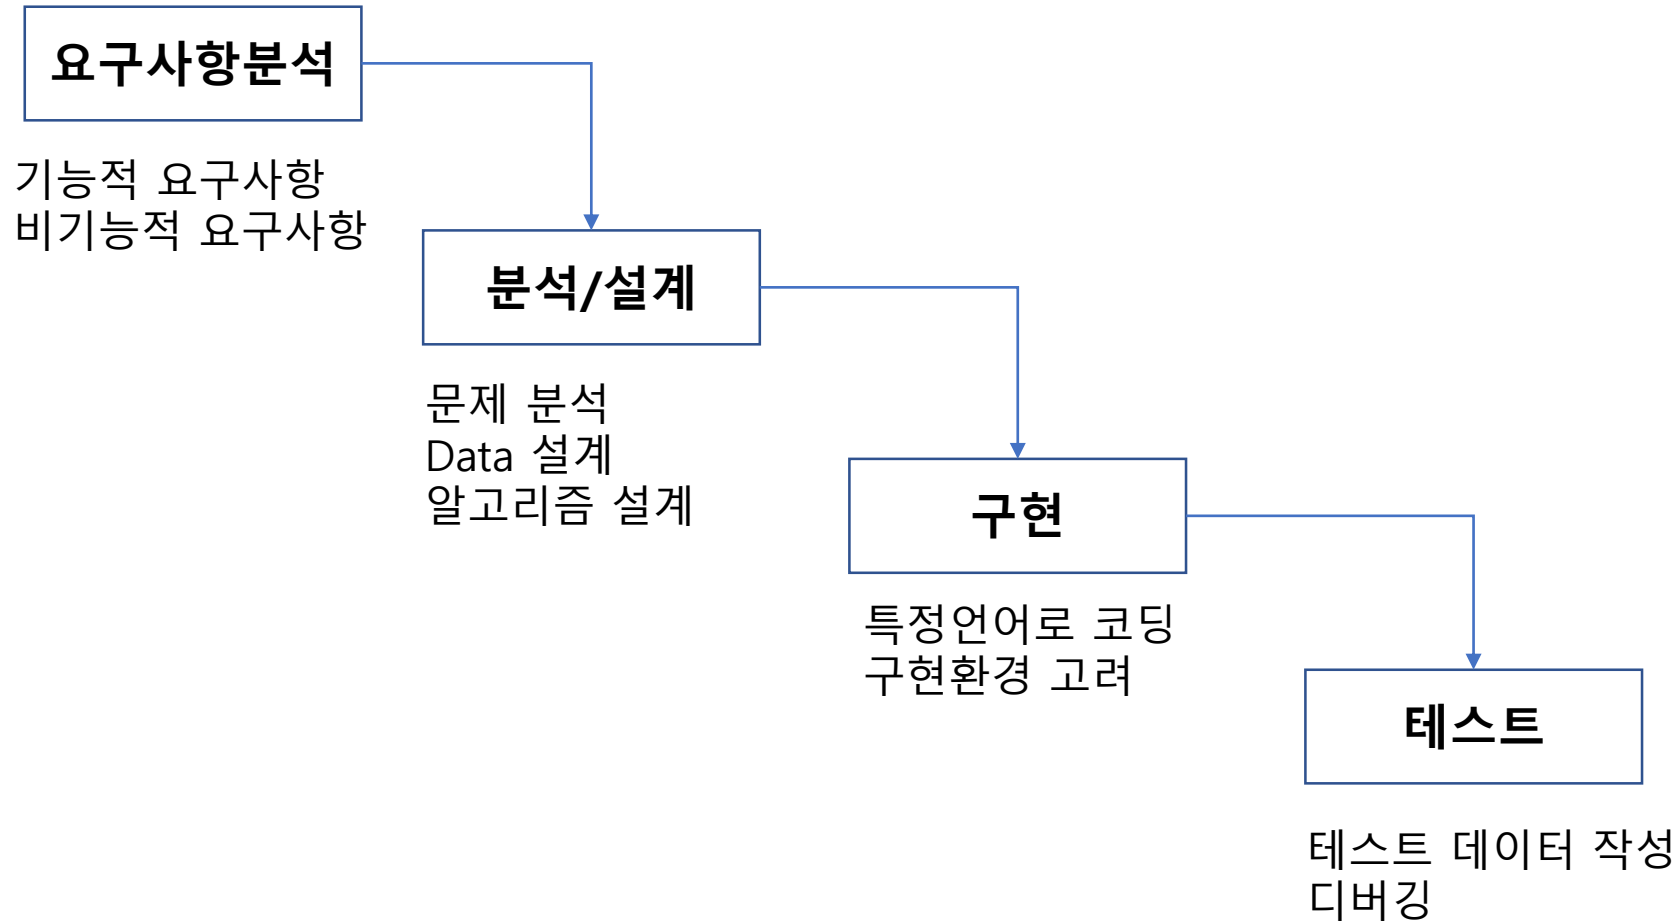 요구사항분석
기능적 요구사항
비기능적 요구사항
분석/설계
문제 분석
Data 설계
알고리즘 설계
구현
특정언어로 코딩
구현환경 고려
테스트
테스트 데이터 작성
디버깅